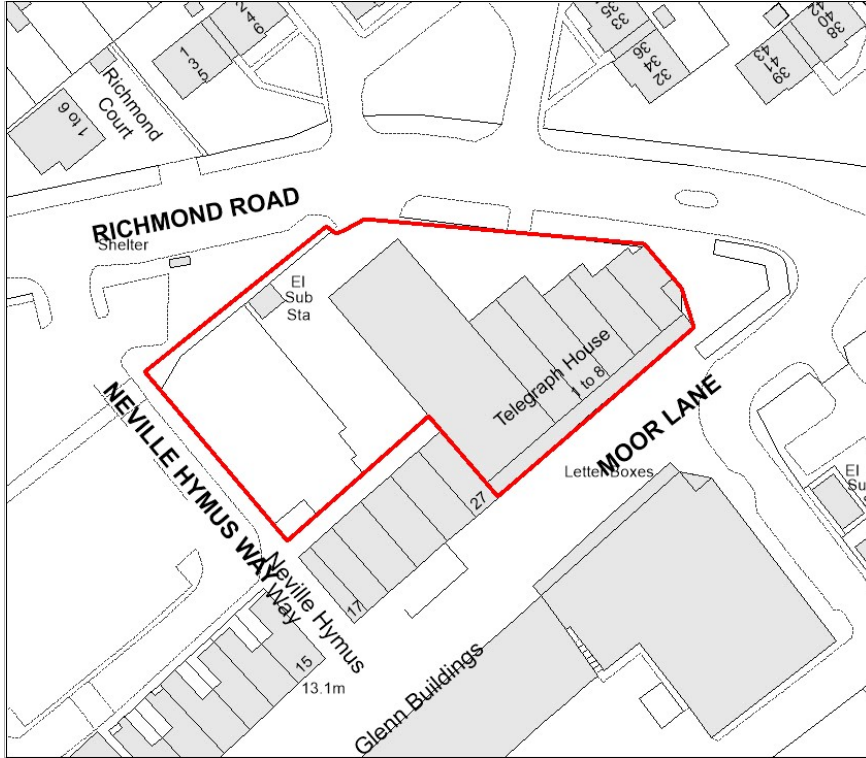 5 3 1
1 to 6
Richmond
Court
36 34 32
39 41 43
RICHMOND ROAD
Shelter
El
Sub
Sta
Telegraph House
1 to 8
MOOR LANE
Letter Boxes
NEVILLE HYMUS WAY
Neville Hymus
Way
27
17
15
13.1m
Glenn Buildings
El